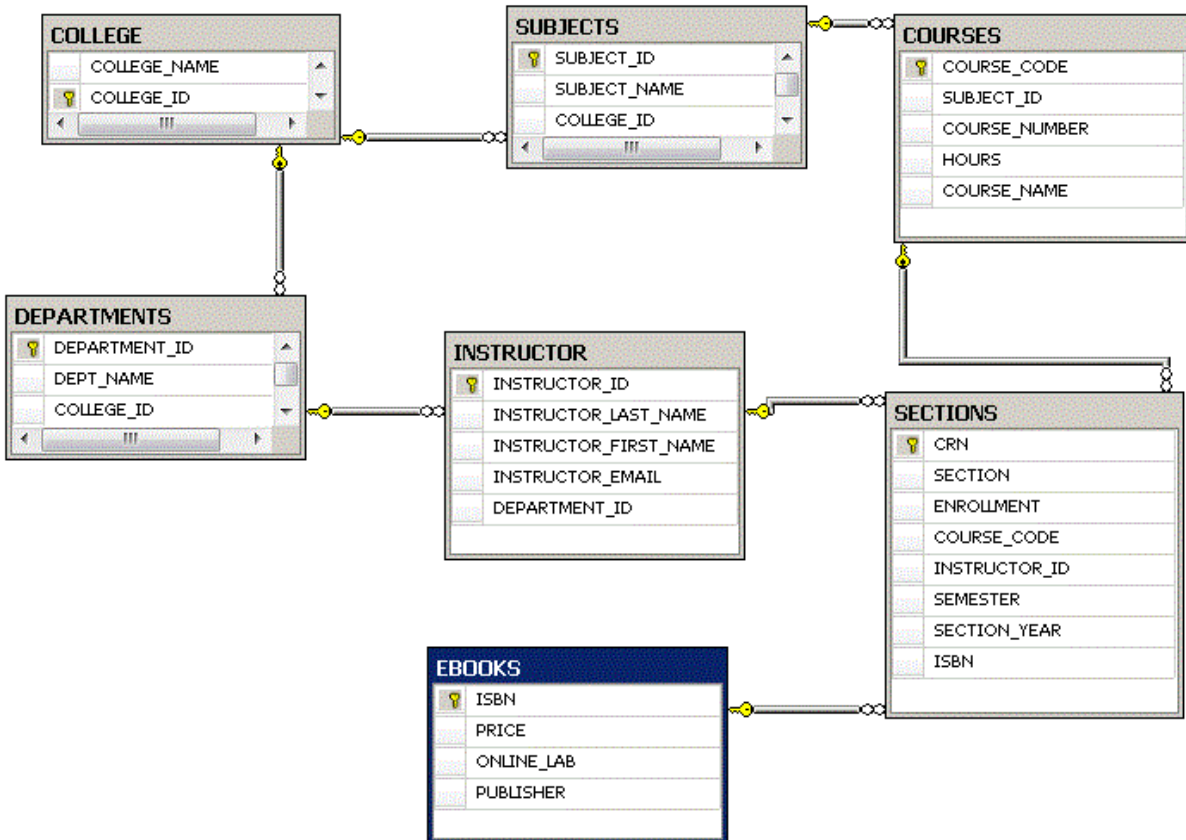 COLLEGE
COLLEGE_NAME
COLLEGE_ID
SUBJECTS
SUBJECT_ID
SUBJECT_NAME
COLLEGE_ID
COURSES
COURSE_CODE
SUBJECT_ID
COURSE_NUMBER
HOURS
COURSE_NAME
DEPARTMENTS
DEPARTMENT_ID
DEPT_NAME
COLLEGE_ID
INSTRUCTOR
INSTRUCTOR_ID
INSTRUCTOR_LAST_NAME
INSTRUCTOR_FIRST_NAME
INSTRUCTOR_EMAIL
DEPARTMENT_ID
SECTIONS
CRN
SECTION
ENROLLMENT
COURSE_CODE
INSTRUCTOR_ID
SEMESTER
SECTION_YEAR
ISBN
EBOOKS
ISBN
PRICE
ONLINE_LAB
PUBLISHER